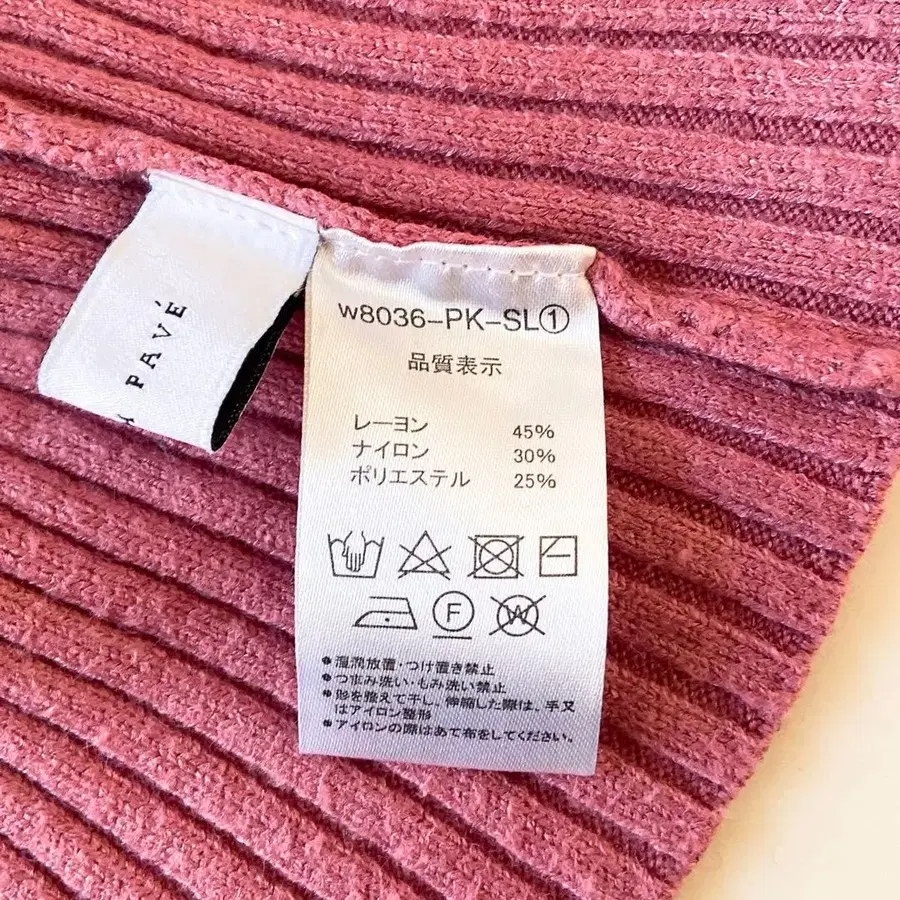 PAVÉ
w8036-PK-SL①
品質表示
レーヨン 45%
ナイロン 30%
ポリエステル 25%
F
W
●湿潤放置・つけ置き禁止
●つまみ洗い・もみ洗い禁止
●形を整えて干し、伸縮した際は、手又
はアイロン整形
●アイロンの際はあて布をしてください。